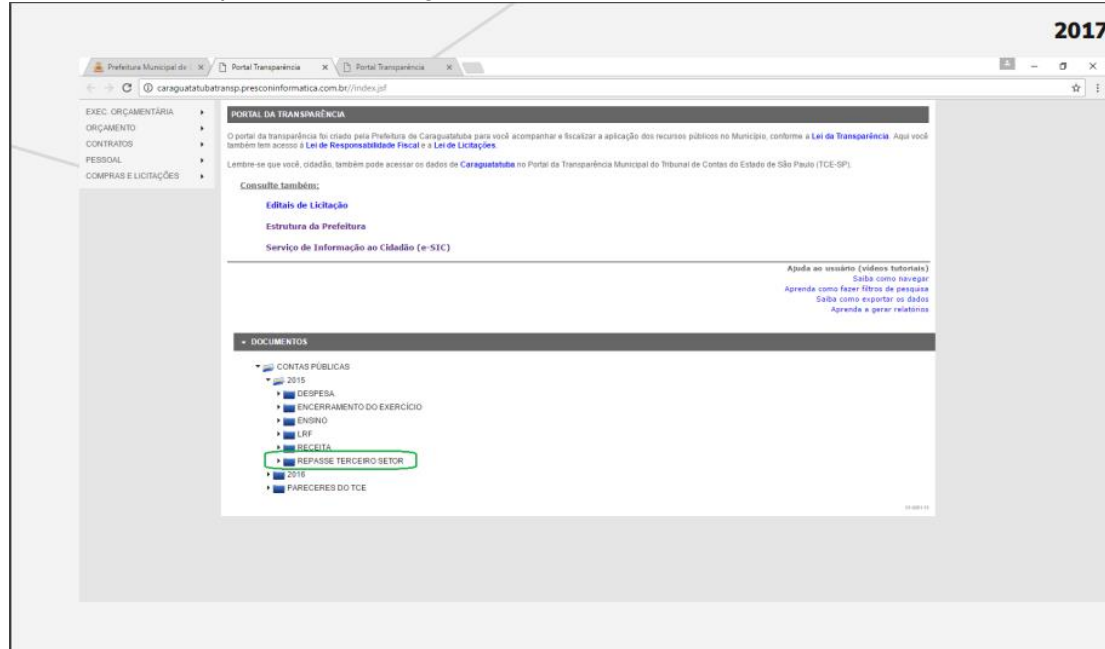 2017
Prefeitura Municipal de
Portal Transparência
Portal Transparência
caraguatatubatransp.presconinformatica.com.br//index.jsf
EXEC. ORÇAMENTÁRIA
ORÇAMENTO
CONTRATOS
PESSOAL
COMPRAS E LICITAÇÕES
PORTAL DA TRANSPARÊNCIA
O portal da transparência foi criado pela Prefeitura de Caraguatatuba para você acompanhar e fiscalizar a aplicação dos recursos públicos no Município, conforme a Lei da Transparência. Aqui você
também tem acesso à Lei de Responsabilidade Fiscal e a Lei de Licitações.
Lembre-se que você, cidadão, também pode acessar os dados de Caraguatatuba no Portal da Transparência Municipal do Tribunal de Contas do Estado de São Paulo (TCE-SP).
Consulte também:
Editais de Licitação
Estrutura da Prefeitura
Serviço de Informação ao Cidadão (e-SIC)
Ajuda ao usuário (vídeos tutoriais)
Saiba como navegar
Aprenda como fazer filtros de pesquisa
Saiba como exportar os dados
Aprenda a gerar relatórios
DOCUMENTOS
CONTAS PÚBLICAS
2015
DESPESA
ENCERRAMENTO DO EXERCÍCIO
ENSINO
LRF
RECEITA
REPASSE TERCEIRO SETOR
2016
PARECERES DO TCE